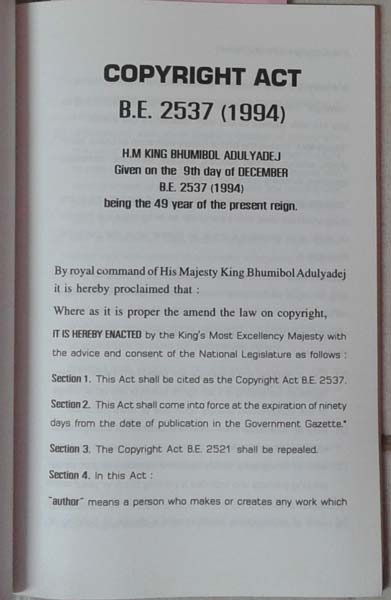 COPYRIGHT ACT
B.E. 2537 (1994)
H.M KING BHUMIBOL ADULYADEJ
Given on the 9th day of DECEMBER
B.E. 2537 (1994)
being the 49 year of the present reign.
By royal command of His Majesty King Bhumibol Adulyadej
it is hereby proclaimed that :
Where as it is proper the amend the law on copyright,
IT IS HEREBY ENACTED by the King's Most Excellency Majesty with
the advice and consent of the National Legislature as follows :
Section 1. This Act shall be cited as the Copyright Act B.E. 2537.
Section 2. This Act shall come into force at the expiration of ninety
days from the date of publication in the Government Gazette.*
Section 3. The Copyright Act B.E. 2521 shall be repealed.
Section 4. In this Act :
"author" means a person who makes or creates any work which